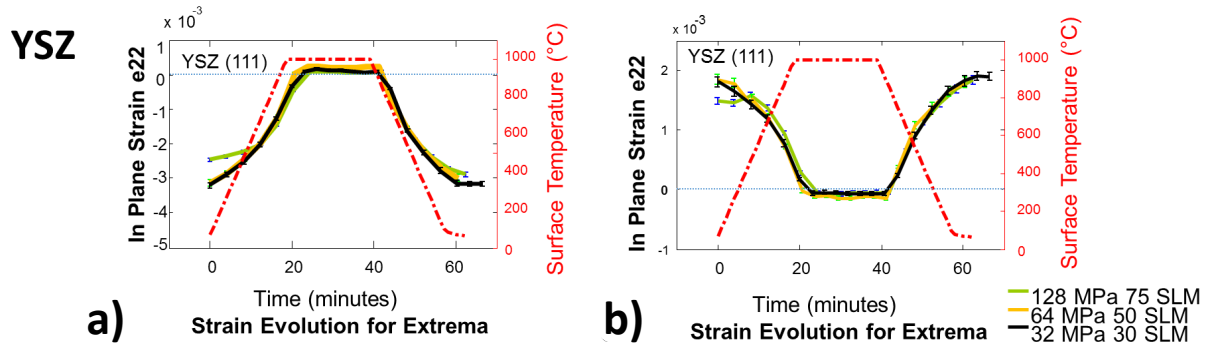 YSZ
x 10⁻³
YSZ (111)
In Plane Strain e22
1
0
-1
-2
-3
-4
-5
0 20 40 60
1000
800
600
400
200
0
Surface Temperature (°C)
Time (minutes)
a)
Strain Evolution for Extrema
x 10⁻³
YSZ (111)
In Plane Strain e22
2
1
0
-1
0 20 40 60
1000
800
600
400
200
0
Surface Temperature (°C)
Time (minutes)
b)
Strain Evolution for Extrema
128 MPa 75 SLM
64 MPa 50 SLM
32 MPa 30 SLM